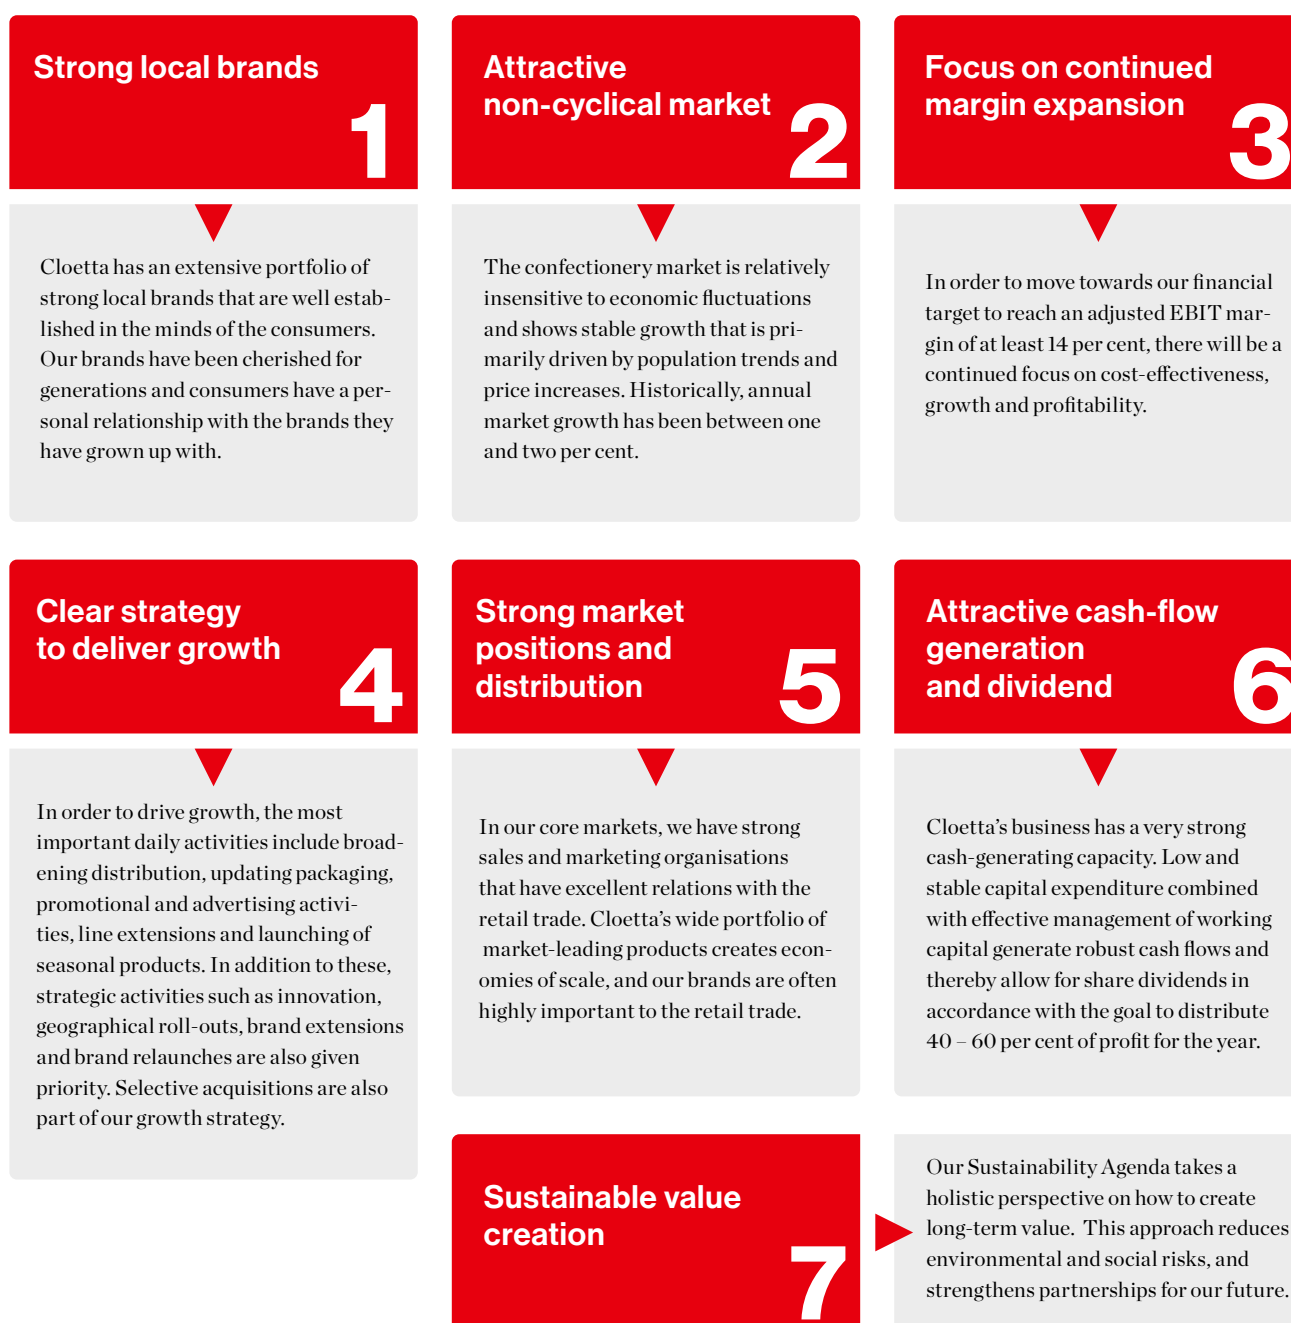 Strong local brands
1
Cloetta has an extensive portfolio of
strong local brands that are well estab-
lished in the minds of the consumers.
Our brands have been cherished for
generations and consumers have a per-
sonal relationship with the brands they
have grown up with.
Attractive
non-cyclical market
2
The confectionery market is relatively
insensitive to economic fluctuations
and shows stable growth that is pri-
marily driven by population trends and
price increases. Historically, annual
market growth has been between one
and two per cent.
Focus on continued
margin expansion
3
In order to move towards our financial
target to reach an adjusted EBIT mar-
gin of at least 14 per cent, there will be a
continued focus on cost-effectiveness,
growth and profitability.
Clear strategy
to deliver growth
4
In order to drive growth, the most
important daily activities include broad-
ening distribution, updating packaging,
promotional and advertising activi-
ties, line extensions and launching of
seasonal products. In addition to these,
strategic activities such as innovation,
geographical roll-outs, brand extensions
and brand relaunches are also given
priority. Selective acquisitions are also
part of our growth strategy.
Strong market
positions and
distribution
5
In our core markets, we have strong
sales and marketing organisations
that have excellent relations with the
retail trade. Cloetta’s wide portfolio of
market-leading products creates econ-
omies of scale, and our brands are often
highly important to the retail trade.
Attractive cash-flow
generation
and dividend
6
Cloetta’s business has a very strong
cash-generating capacity. Low and
stable capital expenditure combined
with effective management of working
capital generate robust cash flows and
thereby allow for share dividends in
accordance with the goal to distribute
40 – 60 per cent of profit for the year.
Sustainable value
creation
7
Our Sustainability Agenda takes a
holistic perspective on how to create
long-term value. This approach reduces
environmental and social risks, and
strengthens partnerships for our future.